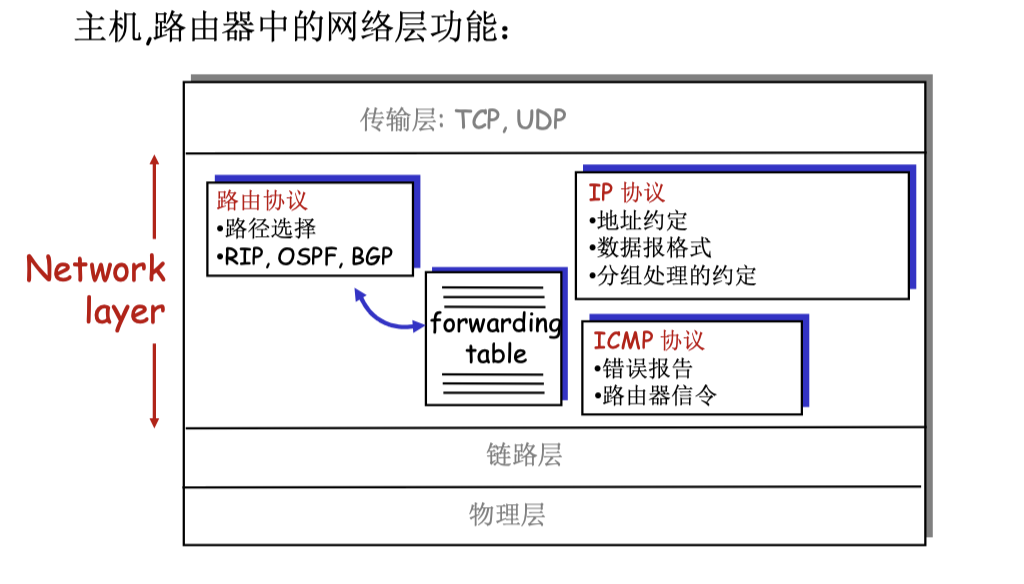 主机,路由器中的网络层功能:
传输层: TCP, UDP
Network
layer
路由协议
•路径选择
•RIP, OSPF, BGP
forwarding
table
IP 协议
•地址约定
•数据报格式
•分组处理的约定
ICMP 协议
•错误报告
•路由器信令
链路层
物理层